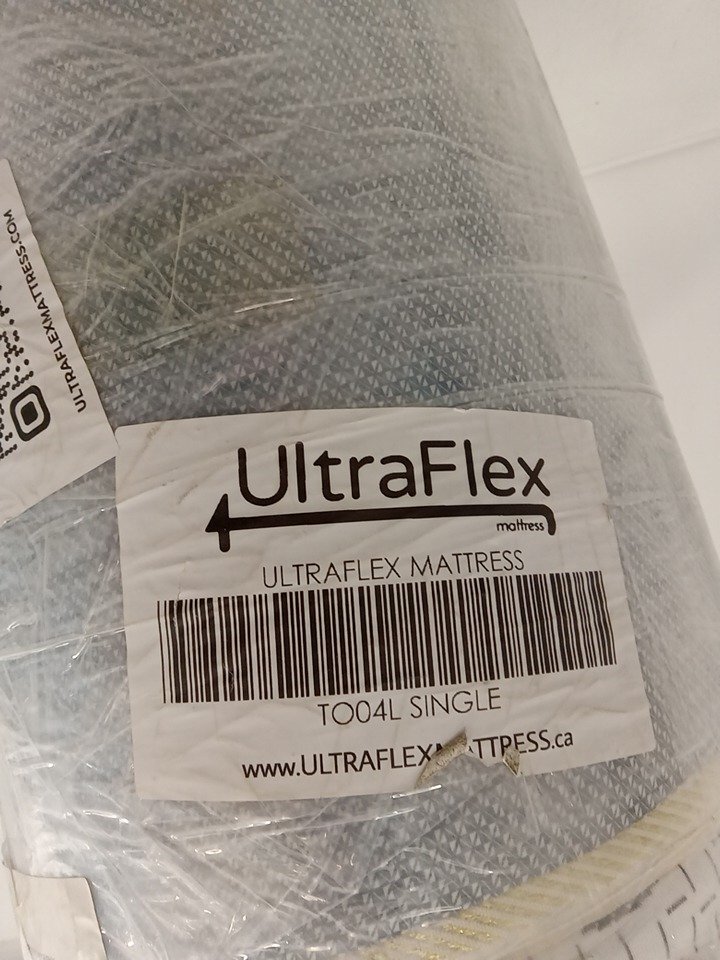 ULTRAFLEXMATTRESS.COM
UltraFlex
mattress
ULTRAFLEX MATTRESS
TO04L SINGLE
www.ULTRAFLEXMATTRESS.ca